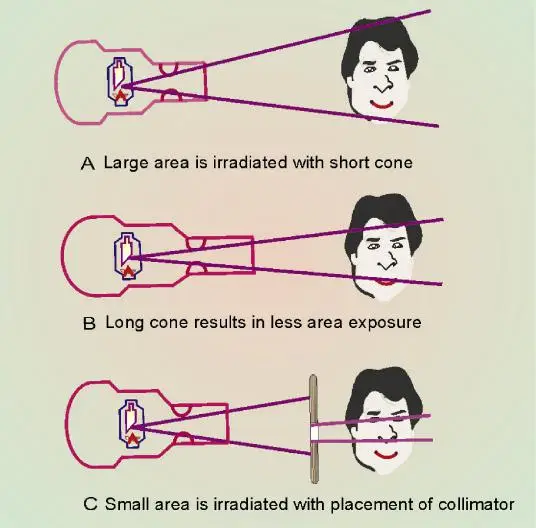 A Large area is irradiated with short cone
B Long cone results in less area exposure
C Small area is irradiated with placement of collimator